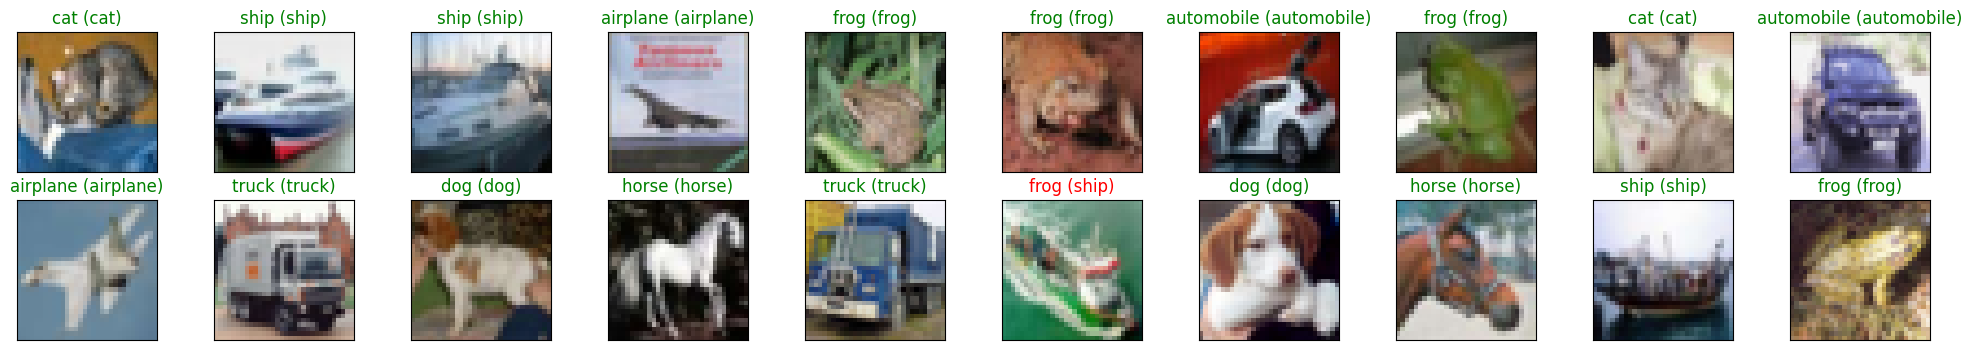 cat (cat) ship (ship) ship (ship) airplane (airplane) frog (frog) frog (frog) automobile (automobile) frog (frog) cat (cat) automobile (automobile)
airplane (airplane) truck (truck) dog (dog) horse (horse) truck (truck) frog (ship) dog (dog) horse (horse) ship (ship) frog (frog)